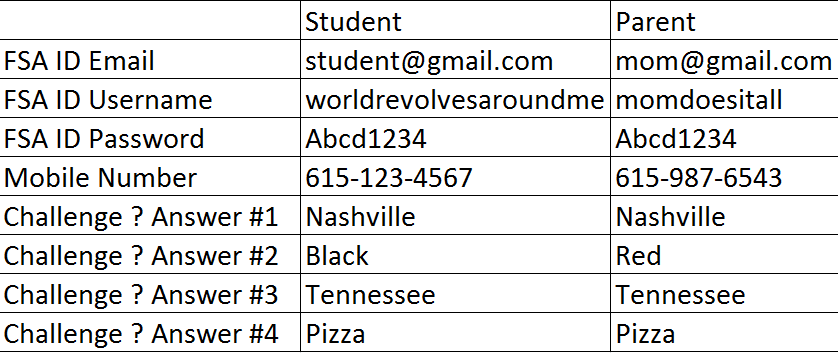 Student Parent
FSA ID Email student@gmail.com mom@gmail.com
FSA ID Username worldrevolvesaroundme momdoesitall
FSA ID Password Abcd1234 Abcd1234
Mobile Number 615-123-4567 615-987-6543
Challenge ? Answer #1 Nashville Nashville
Challenge ? Answer #2 Black Red
Challenge ? Answer #3 Tennessee Tennessee
Challenge ? Answer #4 Pizza Pizza